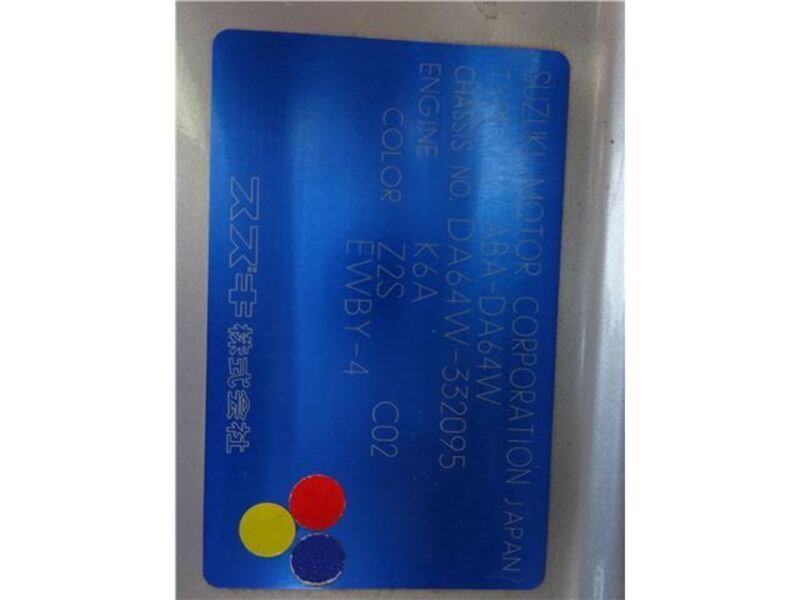 SUZUKI MOTOR CORPORATION JAPAN
TYPE ABA-DA64W
CHASSIS NO. DA64W-332095
ENGINE K6A
COLOR Z2S C02
EWBY-4
スズキ株式会社